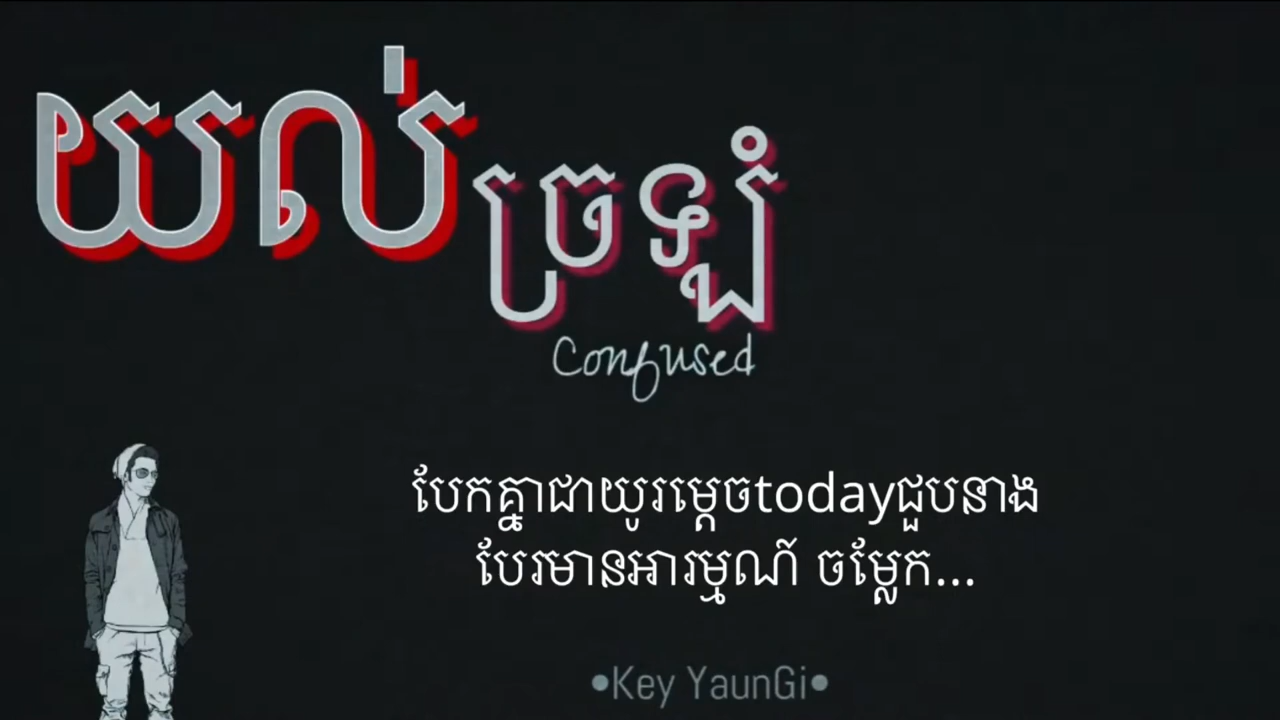 យល់ច្រឡំ
Confused
បែកគ្នាជាយូរម្ដេចtodayជួបនាង
បែរមានអារម្មណ៍ ចម្លែក...
•Key YaunGi•